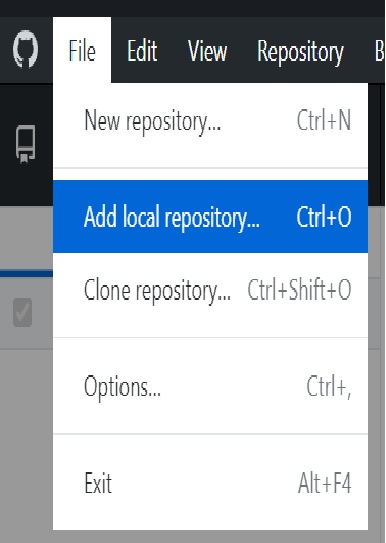 File Edit View Repository B
New repository... Ctrl+N
Add local repository... Ctrl+O
Clone repository... Ctrl+Shift+O
Options... Ctrl+,
Exit Alt+F4